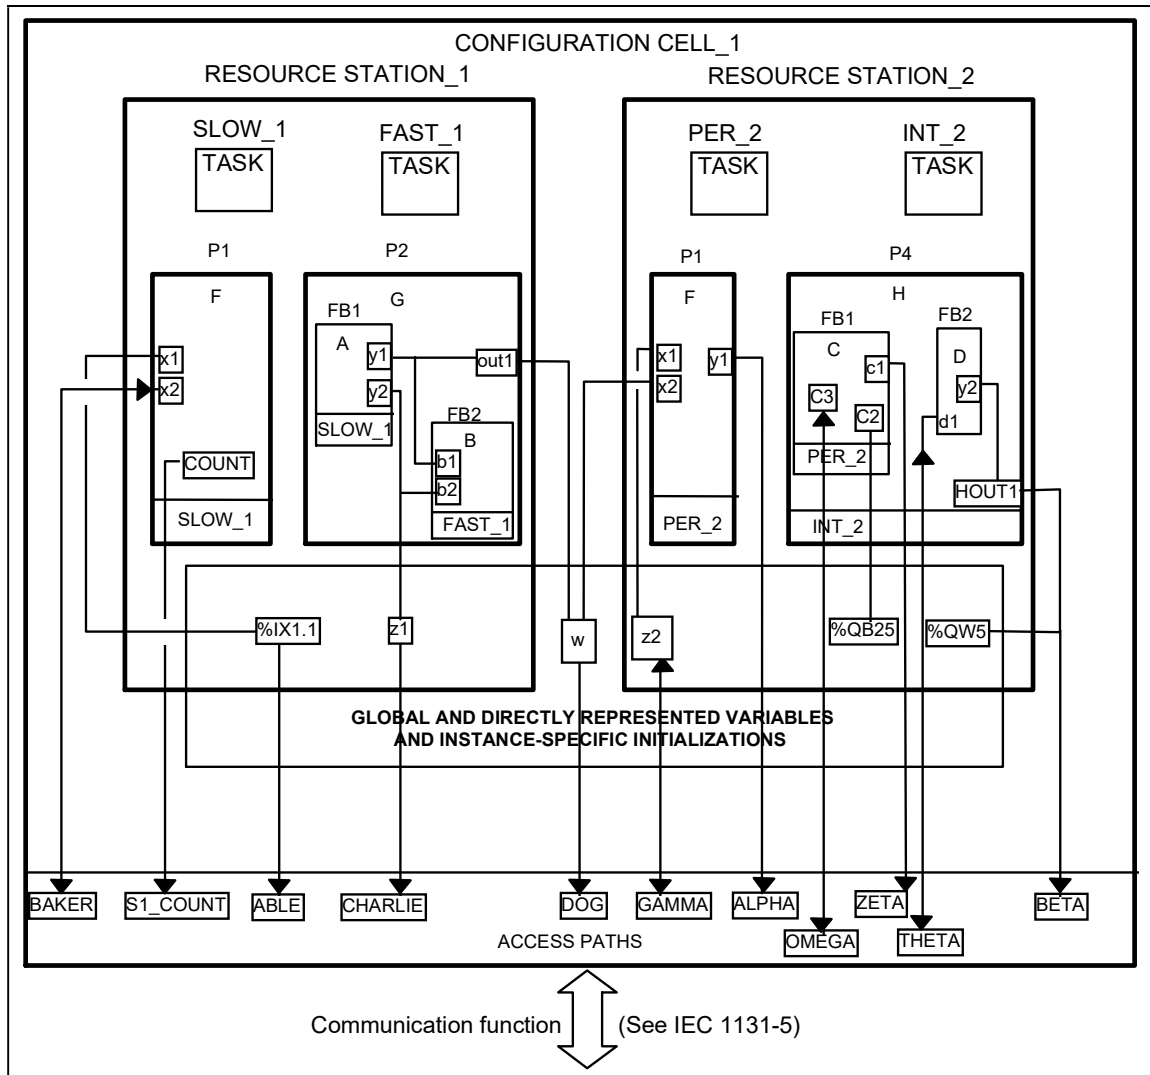 CONFIGURATION CELL_1
RESOURCE STATION_1
RESOURCE STATION_2
SLOW_1
FAST_1
PER_2
INT_2
TASK
TASK
TASK
TASK
P1
P2
P1
P4
F
G
F
H
FB1
A
y1
y2
SLOW_1
out1
FB2
B
b1
b2
FAST_1
x1
x2
COUNT
SLOW_1
x1
x2
y1
PER_2
FB1
C
c1
C3
C2
PER_2
FB2
D
y2
d1
HOUT1
INT_2
%IX1.1
z1
w
z2
%QB25
%QW5
GLOBAL AND DIRECTLY REPRESENTED VARIABLES
AND INSTANCE-SPECIFIC INITIALIZATIONS
BAKER
S1_COUNT
ABLE
CHARLIE
DOG
GAMMA
ALPHA
ZETA
BETA
OMEGA
THETA
ACCESS PATHS
Communication function
(See IEC 1131-5)